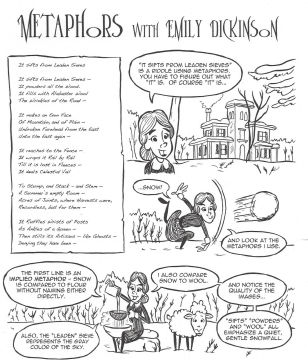 METAPHORS WITH EMILY DICKINSON
It sifts from Leaden Sieves
It sifts from Leaden Sieves —
It powders all the Wood.
It fills with Alabaster Wool
The Wrinkles of the Road —
It makes an Even Face
Of Mountain, and of Plain —
Unbroken Forehead from the East
Unto the East again —
It reaches to the Fence —
It wraps it Rail by Rail
Till it is lost in Fleeces —
It deals Celestial Vail
To Stump, and Stack — and Stem —
A Summer's empty Room —
Acres of Joints, where Harvests were,
Recordless, but for them —
It Ruffles Wrists of Posts
As Ankles of a Queen —
Then stills its Artisans — like Ghosts —
Denying they have been —
"IT SIFTS FROM LEADEN SIEVES"
IS A RIDDLE USING METAPHORS.
YOU HAVE TO FIGURE OUT WHAT
"IT" IS. OF COURSE "IT" IS...
...SNOW!
AND LOOK AT THE
METAPHORS I USE.
THE FIRST LINE IS AN
IMPLIED METAPHOR – SNOW
IS COMPARED TO FLOUR
WITHOUT NAMING EITHER
DIRECTLY.
ALSO, THE "LEADEN" SIEVE
REPRESENTS THE GRAY
COLOR OF THE SKY.
I ALSO COMPARE
SNOW TO WOOL.
AND NOTICE THE
QUALITY OF THE
IMAGES...
"SIFTS" "POWDERS"
AND "WOOL" ALL
EMPHASIZE A QUIET,
GENTLE SNOWFALL.